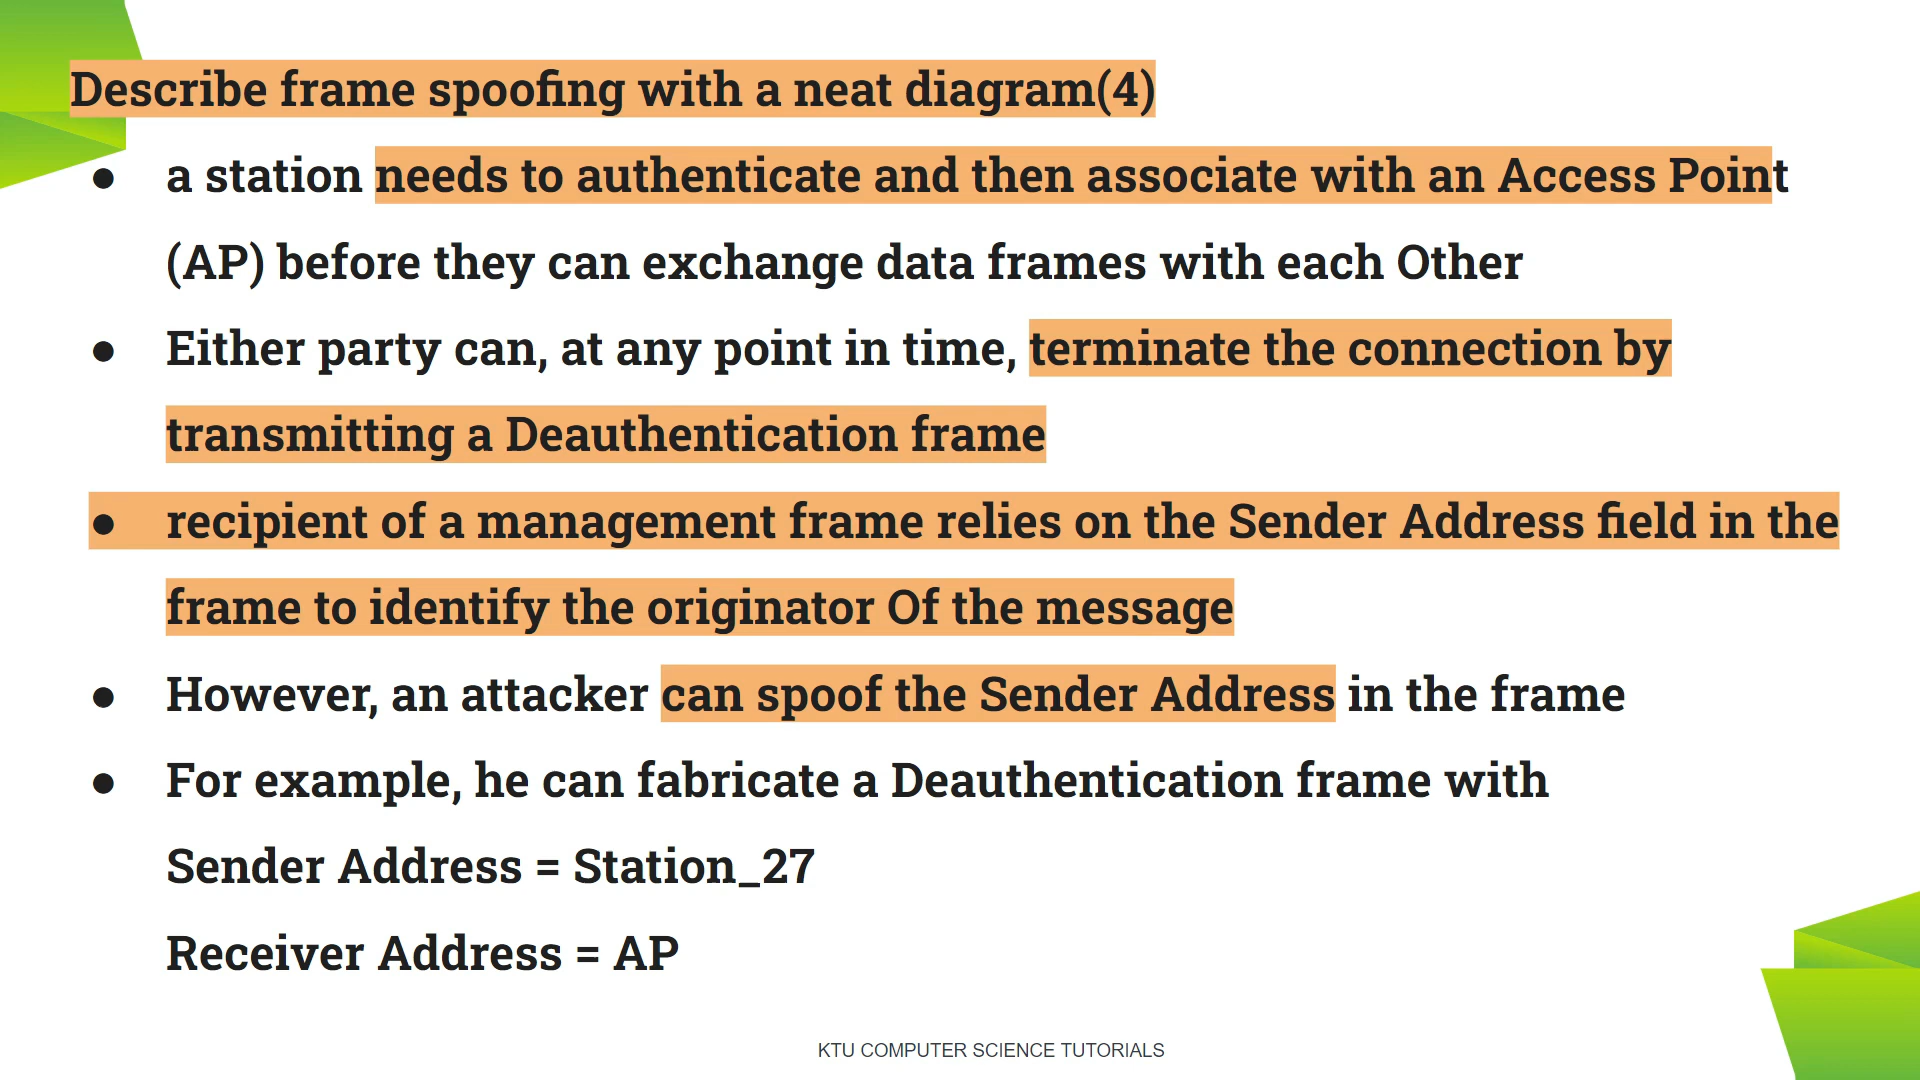 Describe frame spoofing with a neat diagram(4)
● a station needs to authenticate and then associate with an Access Point
(AP) before they can exchange data frames with each Other
● Either party can, at any point in time, terminate the connection by
transmitting a Deauthentication frame
● recipient of a management frame relies on the Sender Address field in the
frame to identify the originator Of the message
● However, an attacker can spoof the Sender Address in the frame
● For example, he can fabricate a Deauthentication frame with
Sender Address = Station_27
Receiver Address = AP
KTU COMPUTER SCIENCE TUTORIALS